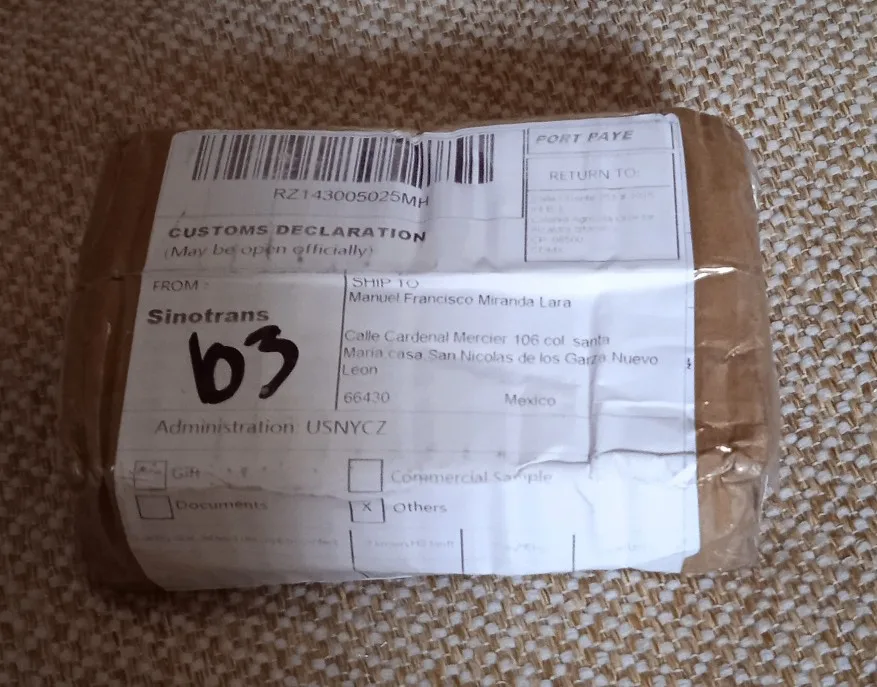 PORT PAYE
RZ143005025MH
RETURN TO:
CUSTOMS DECLARATION
(May be open officially)
FROM :
Sinotrans
b3
SHIP TO
Manuel Francisco Miranda Lara
Calle Cardenal Mercier 106 col. santa
Maria casa San Nicolas de los Garza Nuevo
Leon
66430 Mexico
Administration: USNYCZ
Gift
Commercial Sample
Documents
X Others